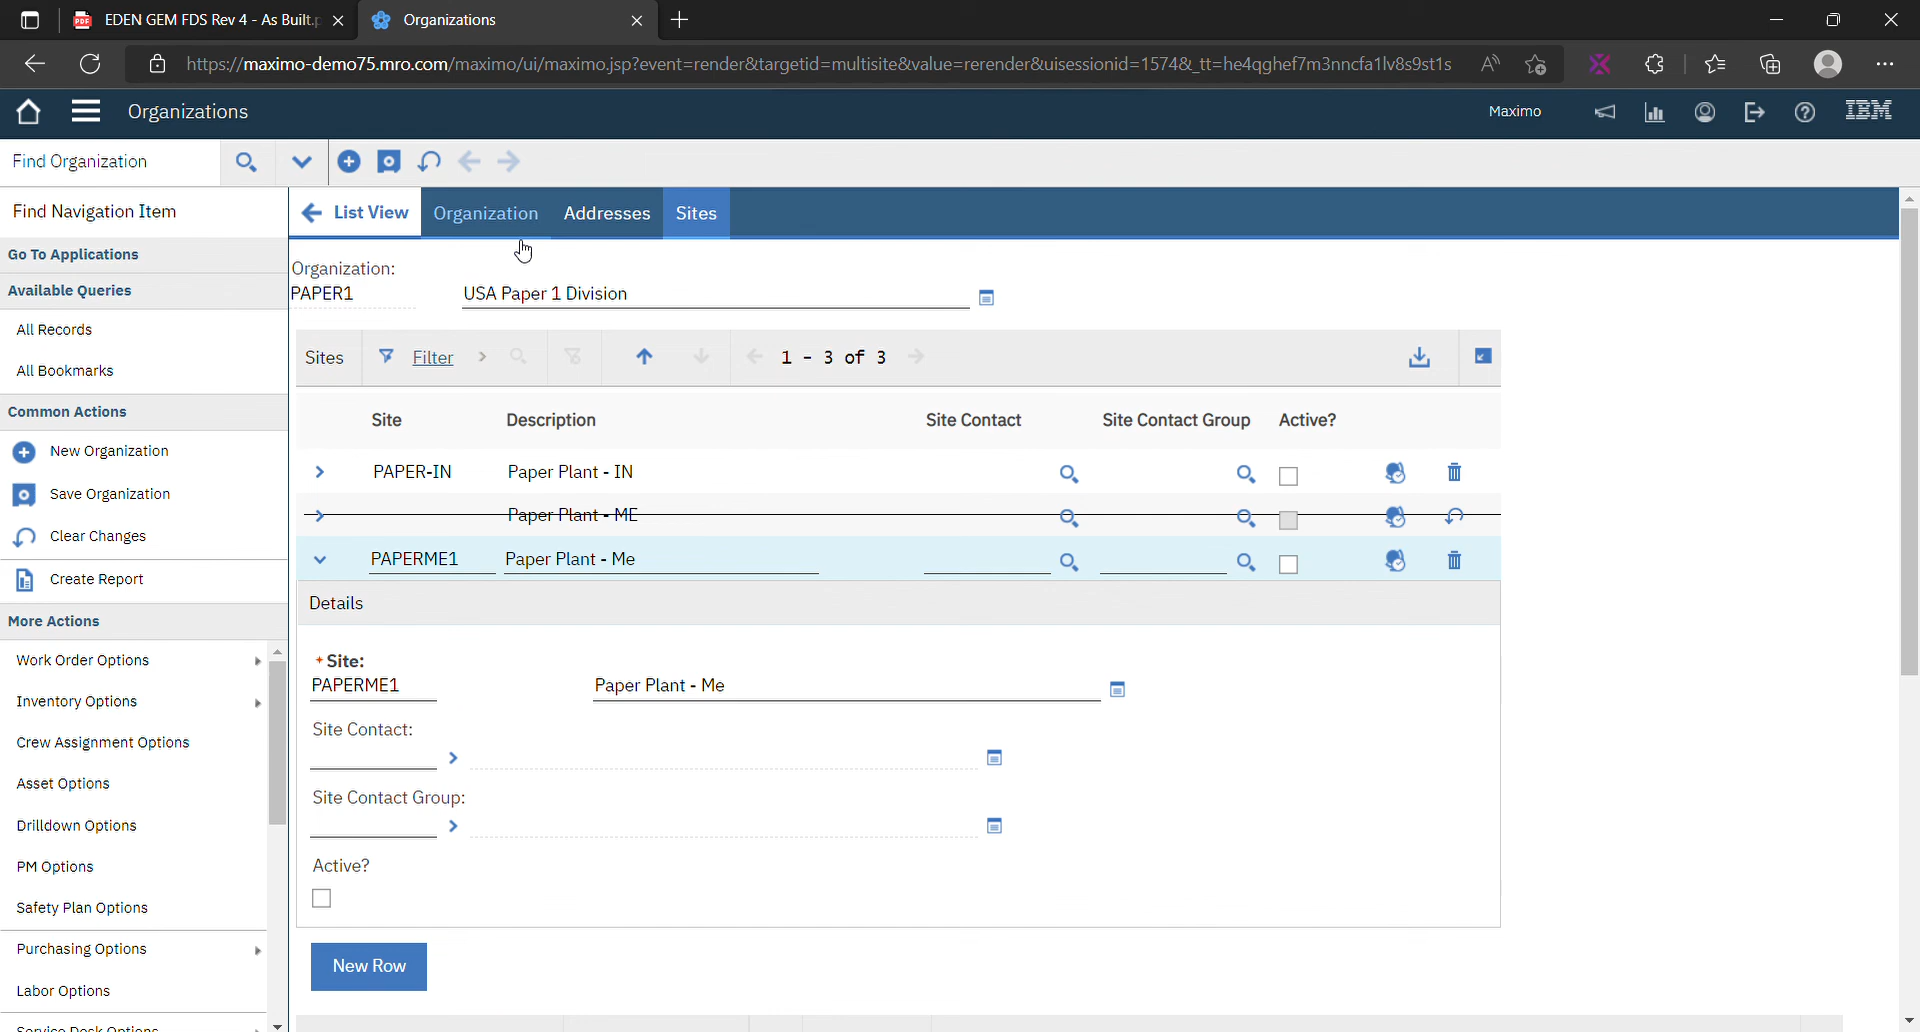 EDEN GEM FDS Rev 4 - As Built.
Organizations
https://maximo-demo75.mro.com/maximo/ui/maximo.jsp?event=render&targetid=multisite&value=rerender&uisessionid=1574&_tt=he4qghef7m3nncfa1lv8s9st1s
Organizations
Maximo
IBM
Find Organization
Find Navigation Item
List View
Organization
Addresses
Sites
Go To Applications
Organization:
Available Queries
PAPER1
USA Paper 1 Division
All Records
Sites
Filter
1 - 3 of 3
All Bookmarks
Common Actions
Site
Description
Site Contact
Site Contact Group
Active?
New Organization
PAPER-IN
Paper Plant - IN
Save Organization
Paper Plant - ME
Clear Changes
PAPERME1
Paper Plant - Me
Create Report
Details
More Actions
Work Order Options
* Site:
PAPERME1
Paper Plant - Me
Inventory Options
Site Contact:
Crew Assignment Options
Asset Options
Site Contact Group:
Drilldown Options
PM Options
Active?
Safety Plan Options
Purchasing Options
New Row
Labor Options
Service Desk Options